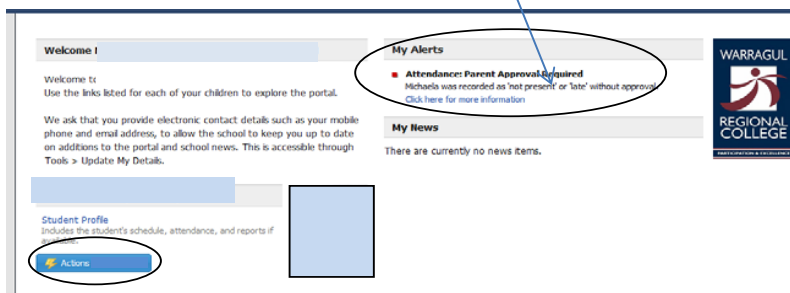 Welcome
My Alerts
Attendance: Parent Approval Required
Michaela was recorded as 'not present' or 'late' without approval.
Click here for more information
Welcome to
Use the links listed for each of your children to explore the portal.
We ask that you provide electronic contact details such as your mobile
phone and email address, to allow the school to keep you up to date
on additions to the portal and school news. This is accessible through
Tools > Update My Details.
My News
There are currently no news items.
WARRAGUL
REGIONAL
COLLEGE
PARTICIPATION & EXCELLENCE
Student Profile
Includes the student's schedule, attendance, and reports if
available.
Actions